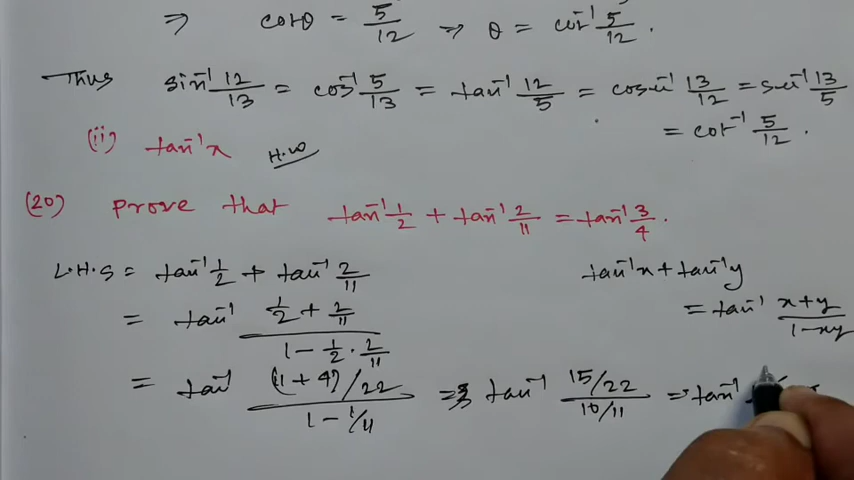 ⇒ cotθ = 5/12 ⇒ θ = cot⁻¹ 5/12 .
Thus sin⁻¹ 12/13 = cos⁻¹ 5/13 = tan⁻¹ 12/5 = cosec⁻¹ 13/12 = sec⁻¹ 13/5
= cot⁻¹ 5/12 .
(ii) tan⁻¹x H.W
(20) Prove that tan⁻¹ 1/2 + tan⁻¹ 2/11 = tan⁻¹ 3/4 .
L.H.S = tan⁻¹ 1/2 + tan⁻¹ 2/11
tan⁻¹x + tan⁻¹y
= tan⁻¹ (1/2 + 2/11)/(1 - 1/2 · 2/11)
= tan⁻¹ (x+y)/(1-xy)
= tan⁻¹ ((11+4)/22)/(1 - 1/11) = tan⁻¹ (15/22)/(10/11) = tan⁻¹